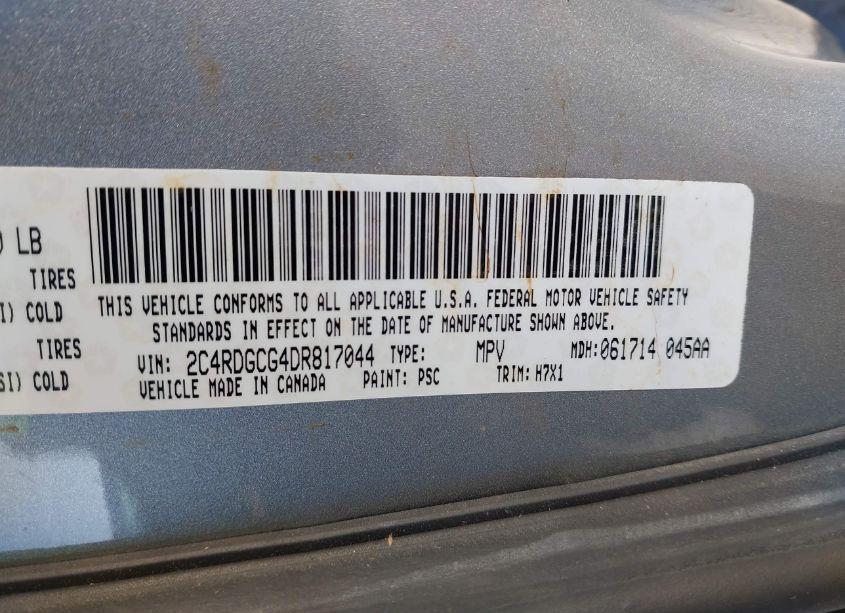 ) LB
TIRES
I) COLD
TIRES
SI) COLD
THIS VEHICLE CONFORMS TO ALL APPLICABLE U.S.A. FEDERAL MOTOR VEHICLE SAFETY
STANDARDS IN EFFECT ON THE DATE OF MANUFACTURE SHOWN ABOVE.
VIN: 2C4RDGCG4DR817044 TYPE: MPV MDH:061714 045AA
VEHICLE MADE IN CANADA PAINT: PSC TRIM: H7X1